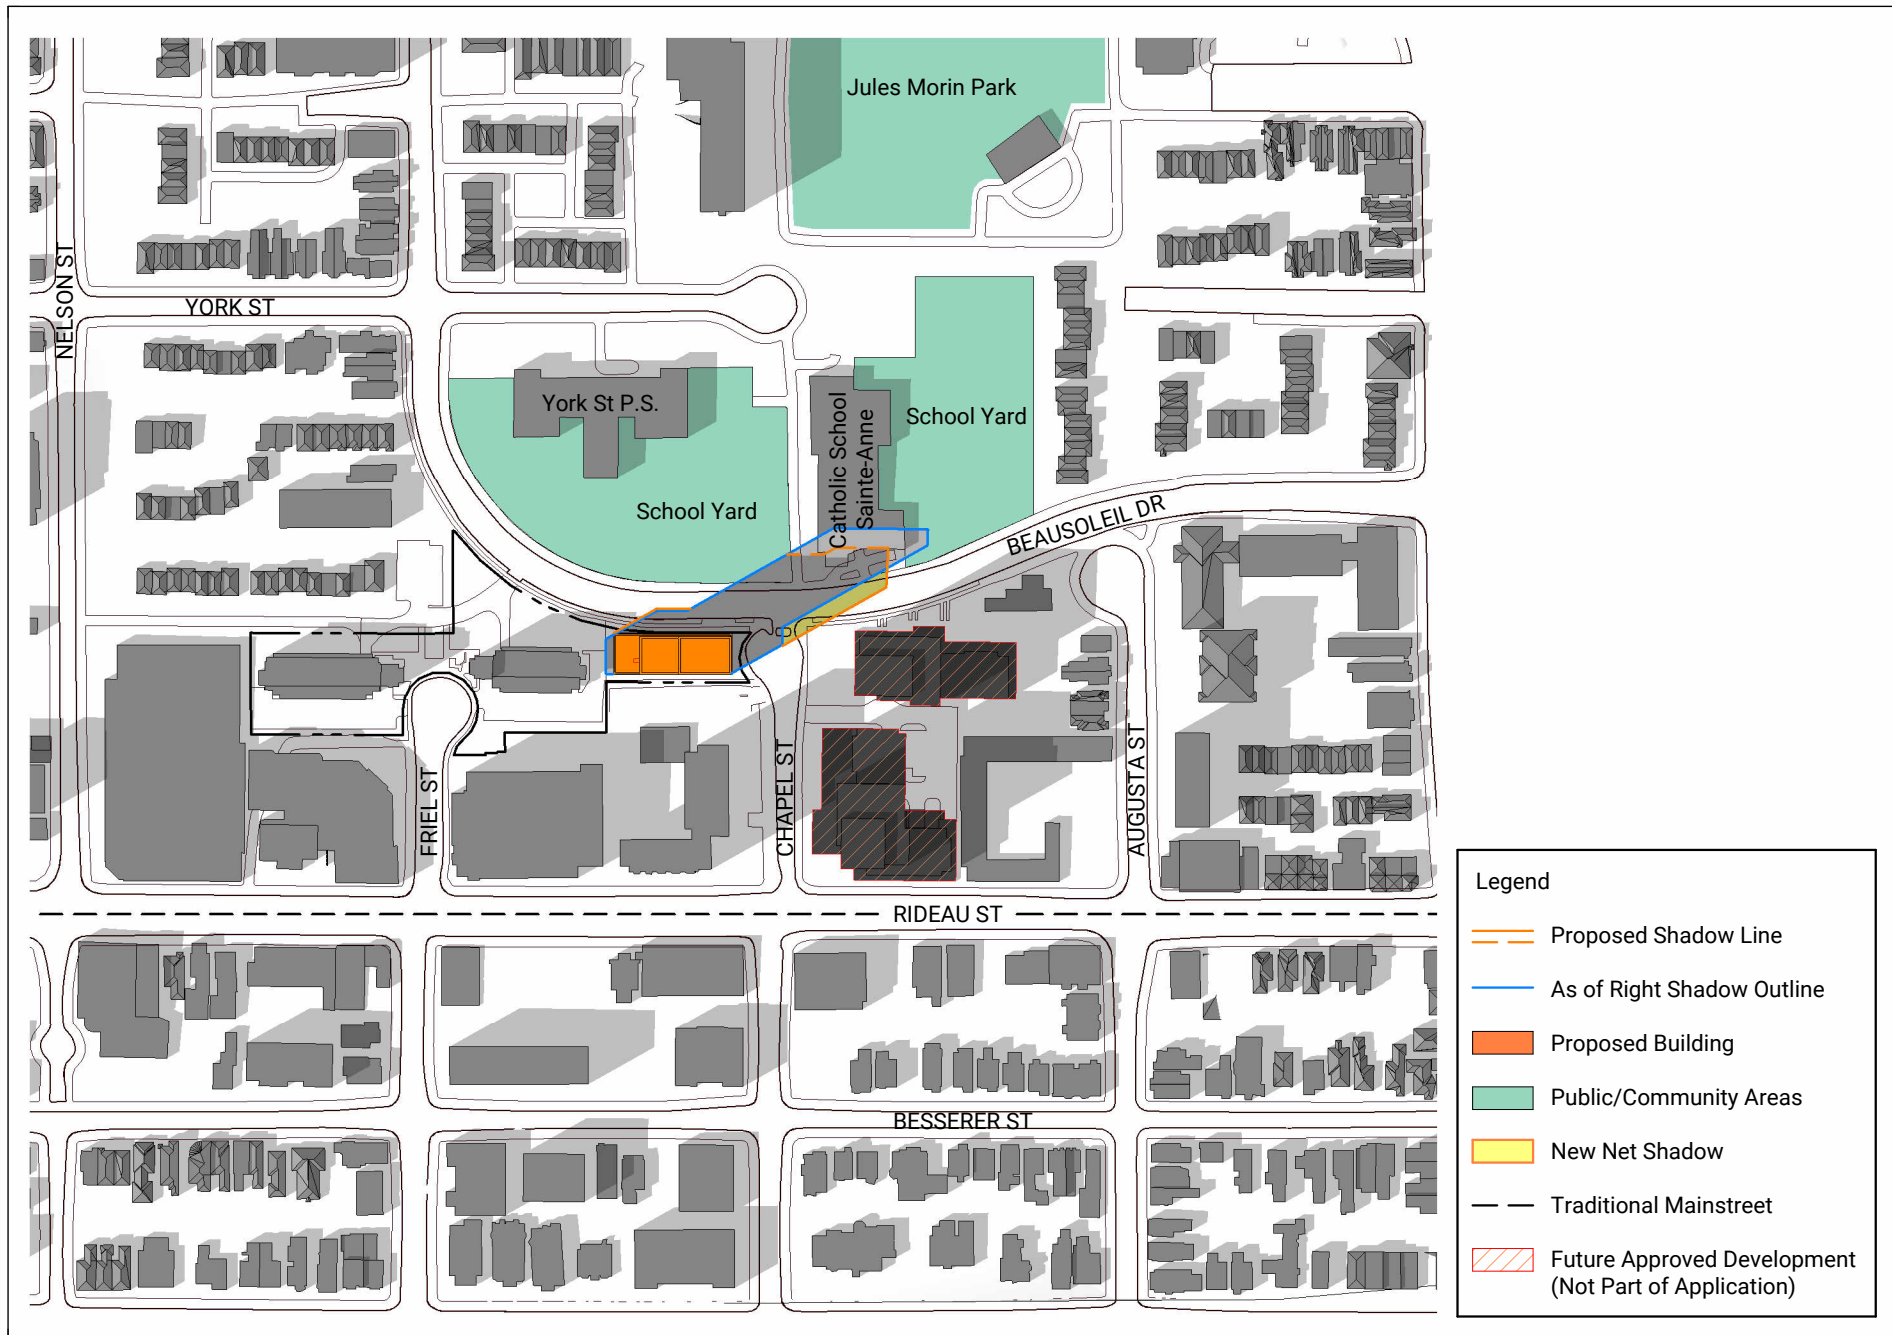 Jules Morin Park
NELSON ST
YORK ST
York St P.S.
Catholic School
Sainte-Anne
School Yard
School Yard
BEAUSOLEIL DR
FRIEL ST
CHAPEL ST
AUGUSTA ST
RIDEAU ST
BESSERER ST
Legend
Proposed Shadow Line
As of Right Shadow Outline
Proposed Building
Public/Community Areas
New Net Shadow
Traditional Mainstreet
Future Approved Development
(Not Part of Application)